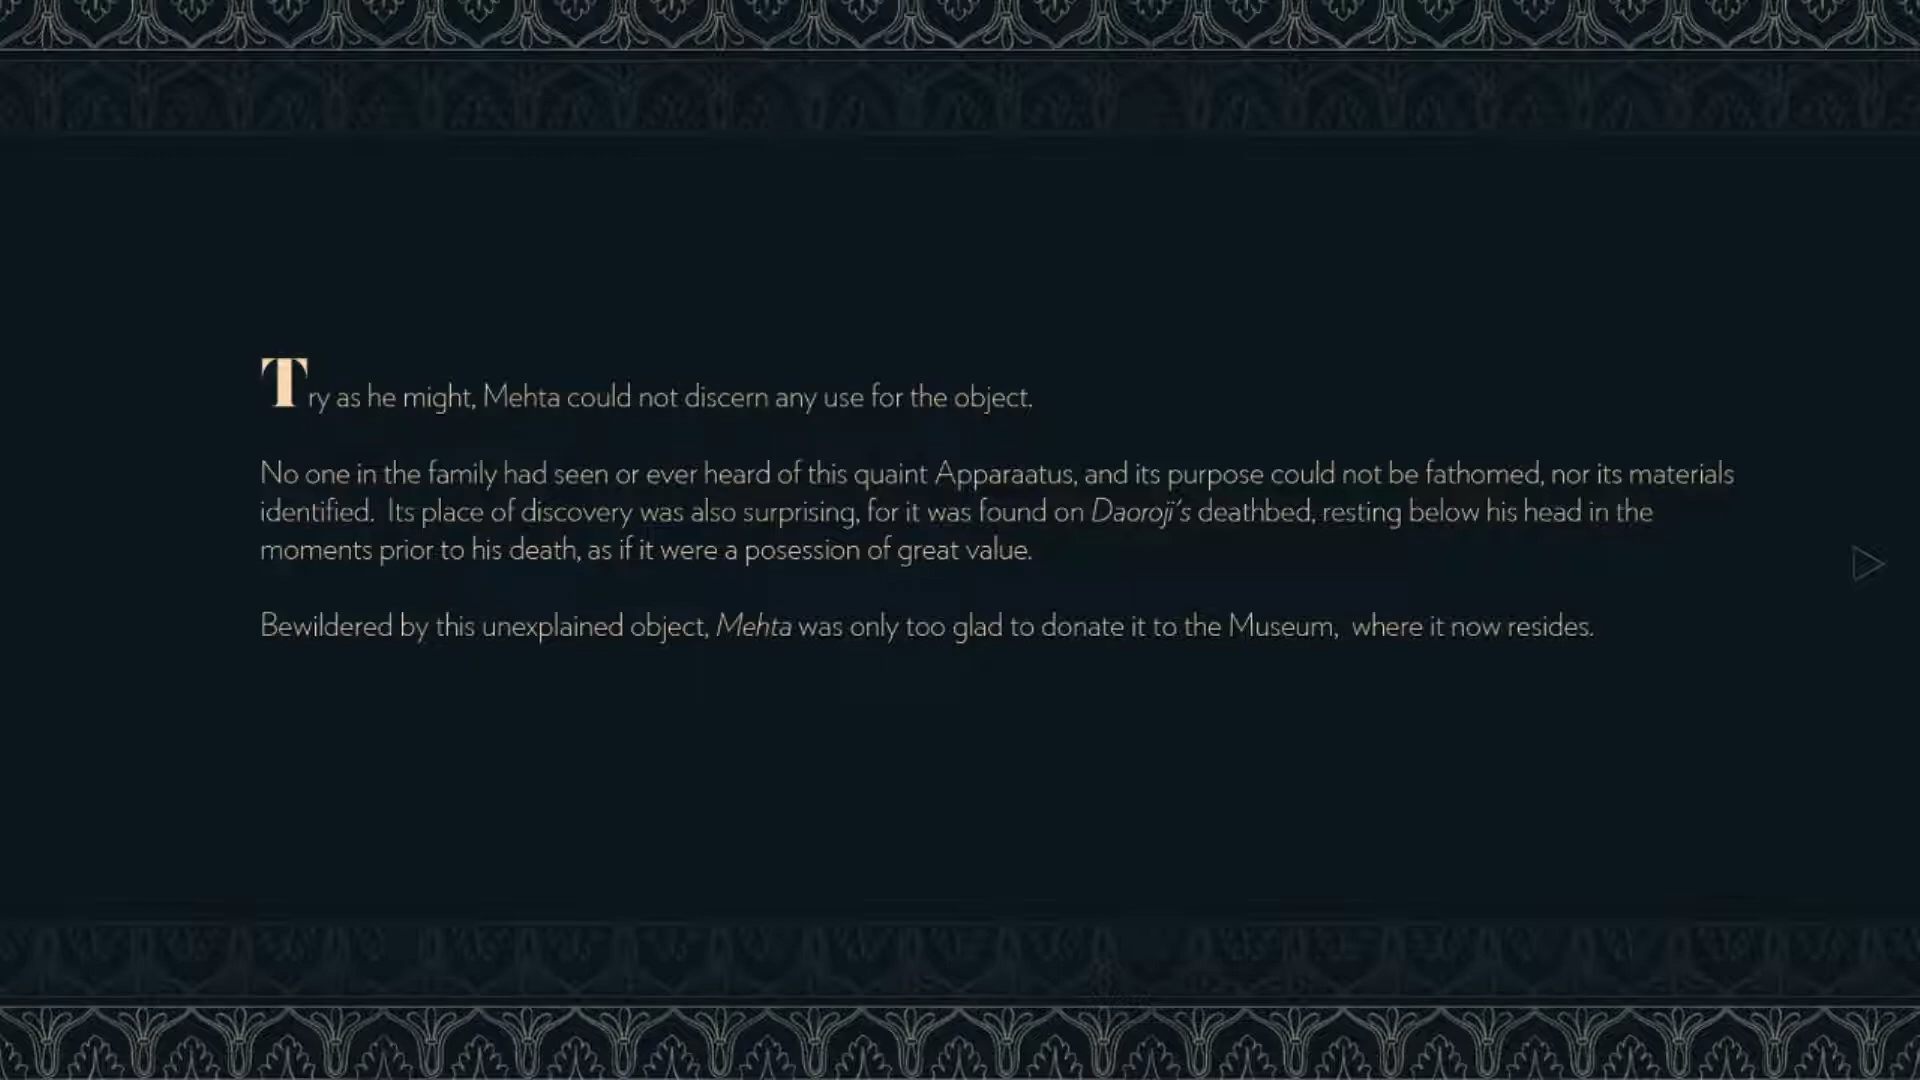 Try as he might, Mehta could not discern any use for the object.
No one in the family had seen or ever heard of this quaint Apparaatus, and its purpose could not be fathomed, nor its materials
identified.  Its place of discovery was also surprising, for it was found on Daoroji's deathbed, resting below his head in the
moments prior to his death, as if it were a posession of great value.
Bewildered by this unexplained object, Mehta was only too glad to donate it to the Museum,  where it now resides.